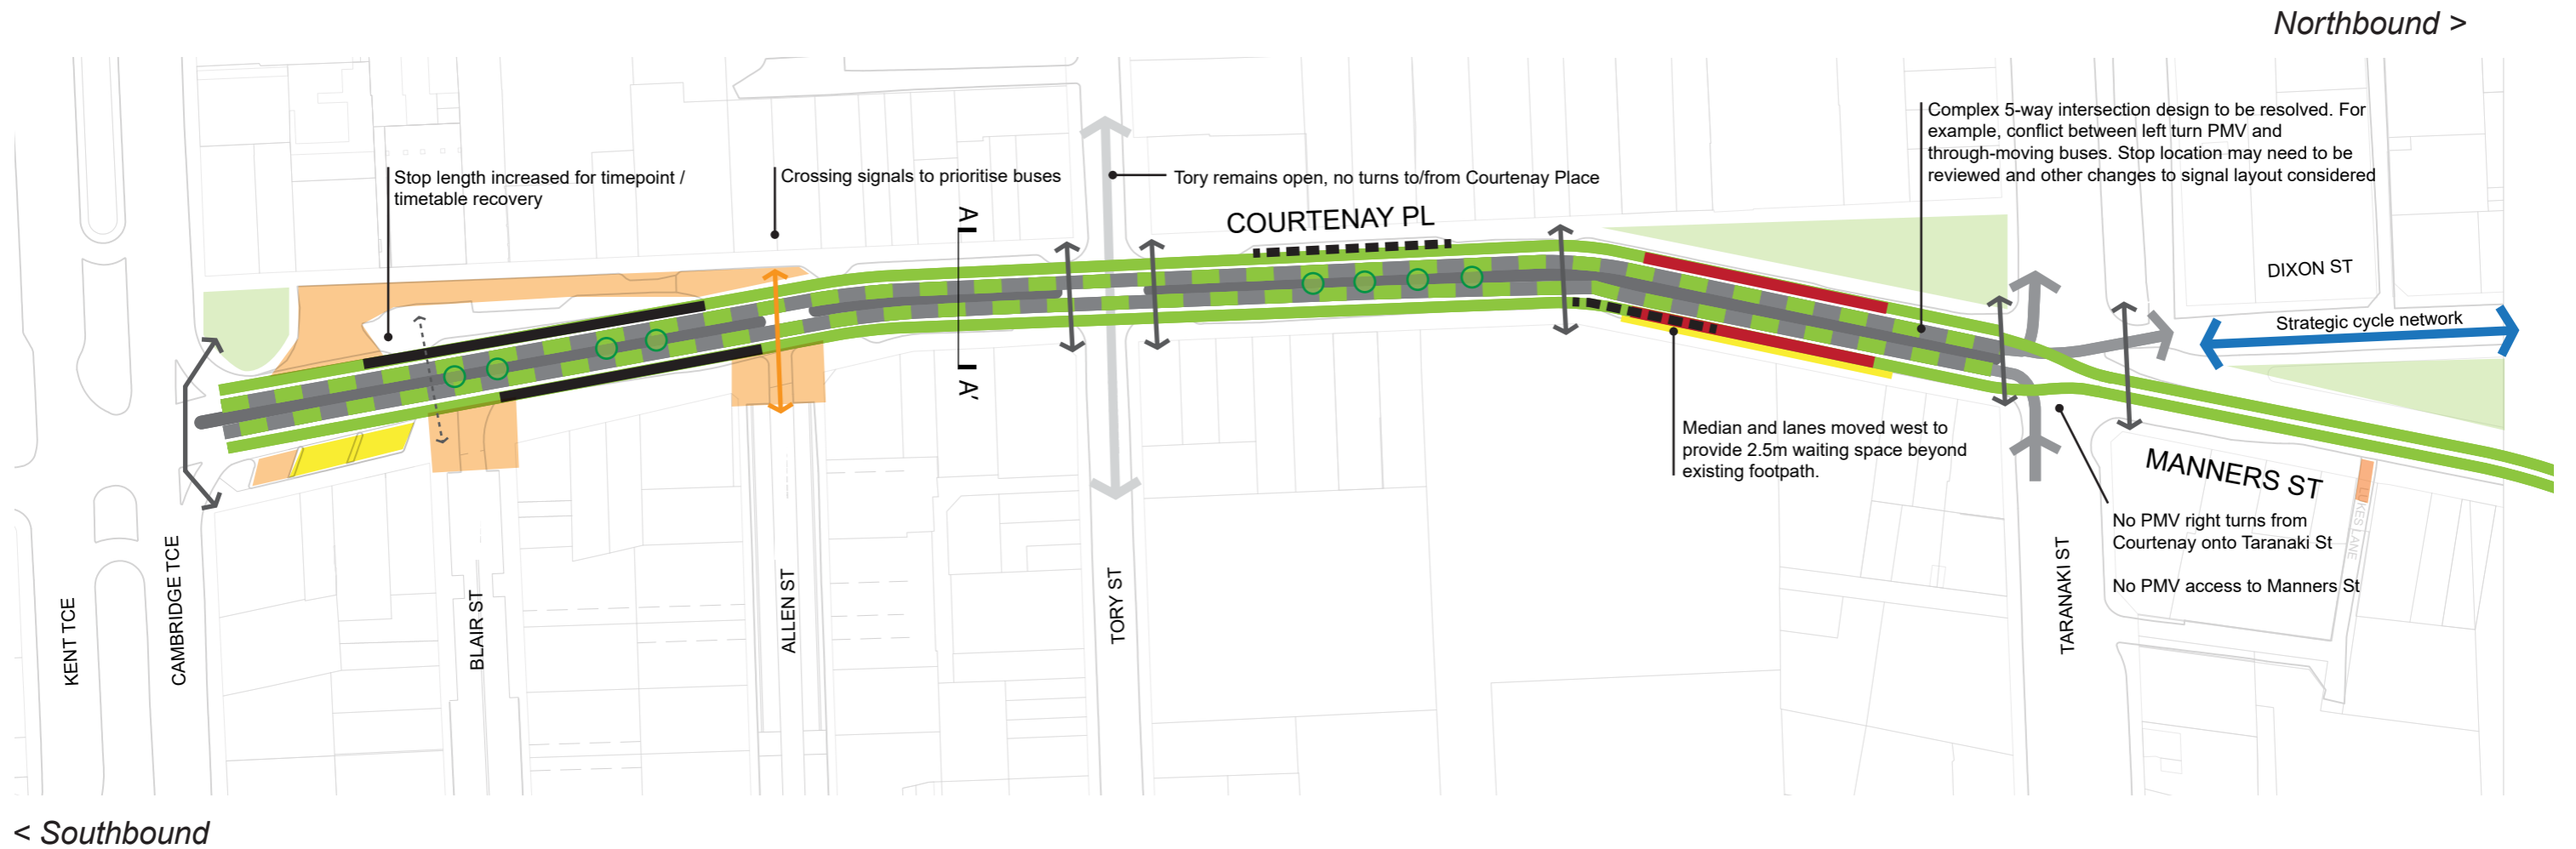 Northbound >
Complex 5-way intersection design to be resolved. For
example, conflict between left turn PMV and
through-moving buses. Stop location may need to be
reviewed and other changes to signal layout considered
Stop length increased for timepoint /
timetable recovery
Crossing signals to prioritise buses
Tory remains open, no turns to/from Courtenay Place
A
COURTENAY PL
DIXON ST
Strategic cycle network
A'
Median and lanes moved west to
provide 2.5m waiting space beyond
existing footpath.
MANNERS ST
LUKES LANE
No PMV right turns from
Courtenay onto Taranaki St
No PMV access to Manners St
KENT TCE
CAMBRIDGE TCE
BLAIR ST
ALLEN ST
TORY ST
TARANAKI ST
< Southbound